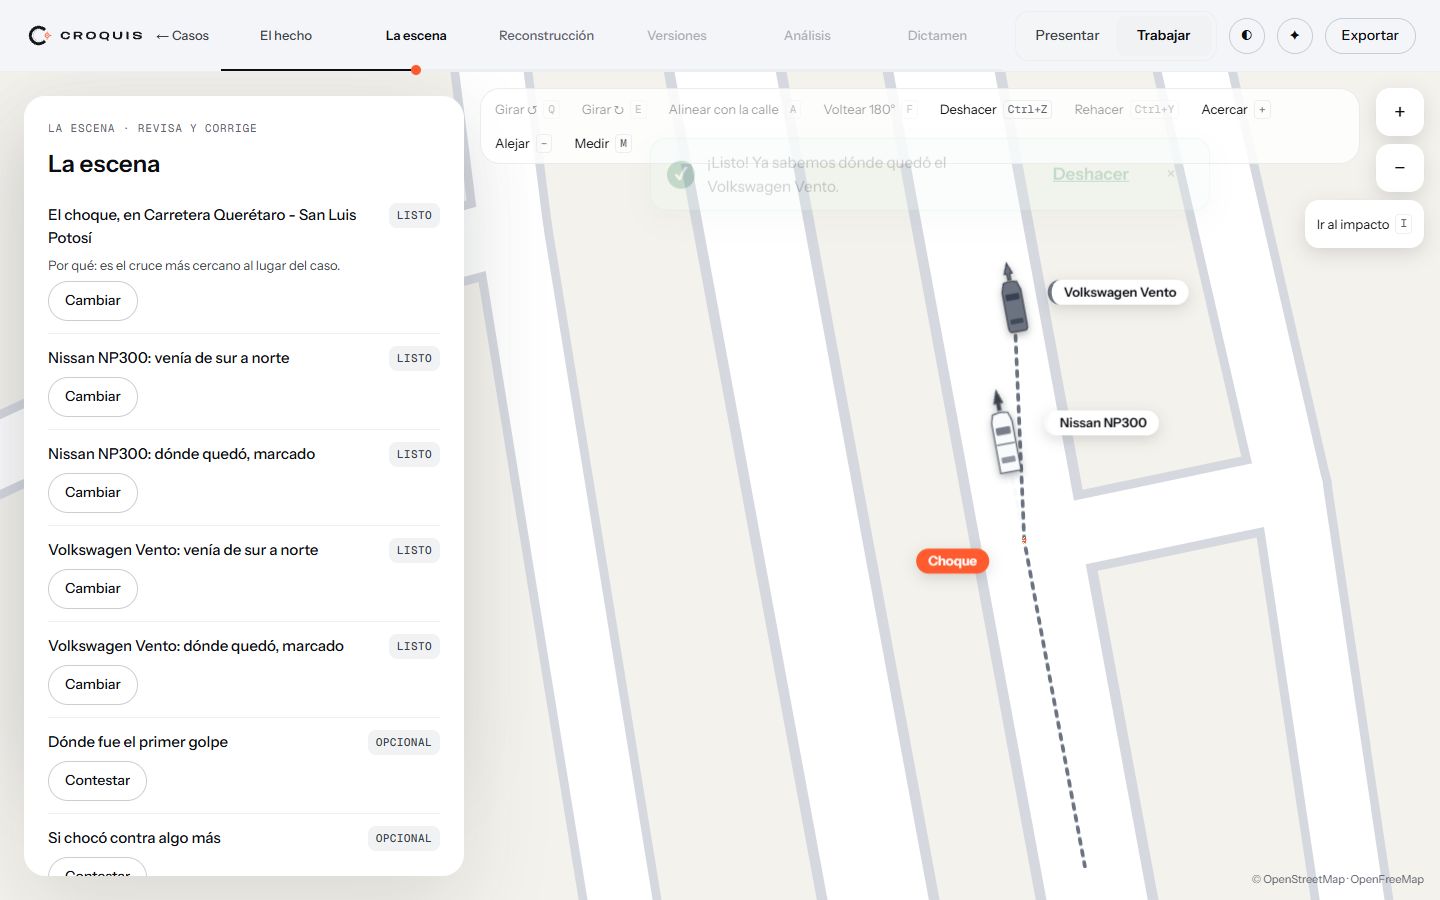 CROQUIS
← Casos
El hecho
La escena
Reconstrucción
Versiones
Análisis
Dictamen
Presentar
Trabajar
Exportar
LA ESCENA · REVISA Y CORRIGE
La escena
El choque, en Carretera Querétaro - San Luis
Potosí
LISTO
Por qué: es el cruce más cercano al lugar del caso.
Cambiar
Nissan NP300: venía de sur a norte
LISTO
Cambiar
Nissan NP300: dónde quedó, marcado
LISTO
Cambiar
Volkswagen Vento: venía de sur a norte
LISTO
Cambiar
Volkswagen Vento: dónde quedó, marcado
LISTO
Cambiar
Dónde fue el primer golpe
OPCIONAL
Contestar
Si chocó contra algo más
OPCIONAL
Contestar
Girar ↺ Q
Girar ↻ E
Alinear con la calle A
Voltear 180° F
Deshacer Ctrl+Z
Rehacer Ctrl+Y
Acercar +
Alejar −
Medir M
¡Listo! Ya sabemos dónde quedó el
Volkswagen Vento.
Deshacer
×
+
−
Ir al impacto I
Volkswagen Vento
Nissan NP300
Choque
© OpenStreetMap · OpenFreeMap